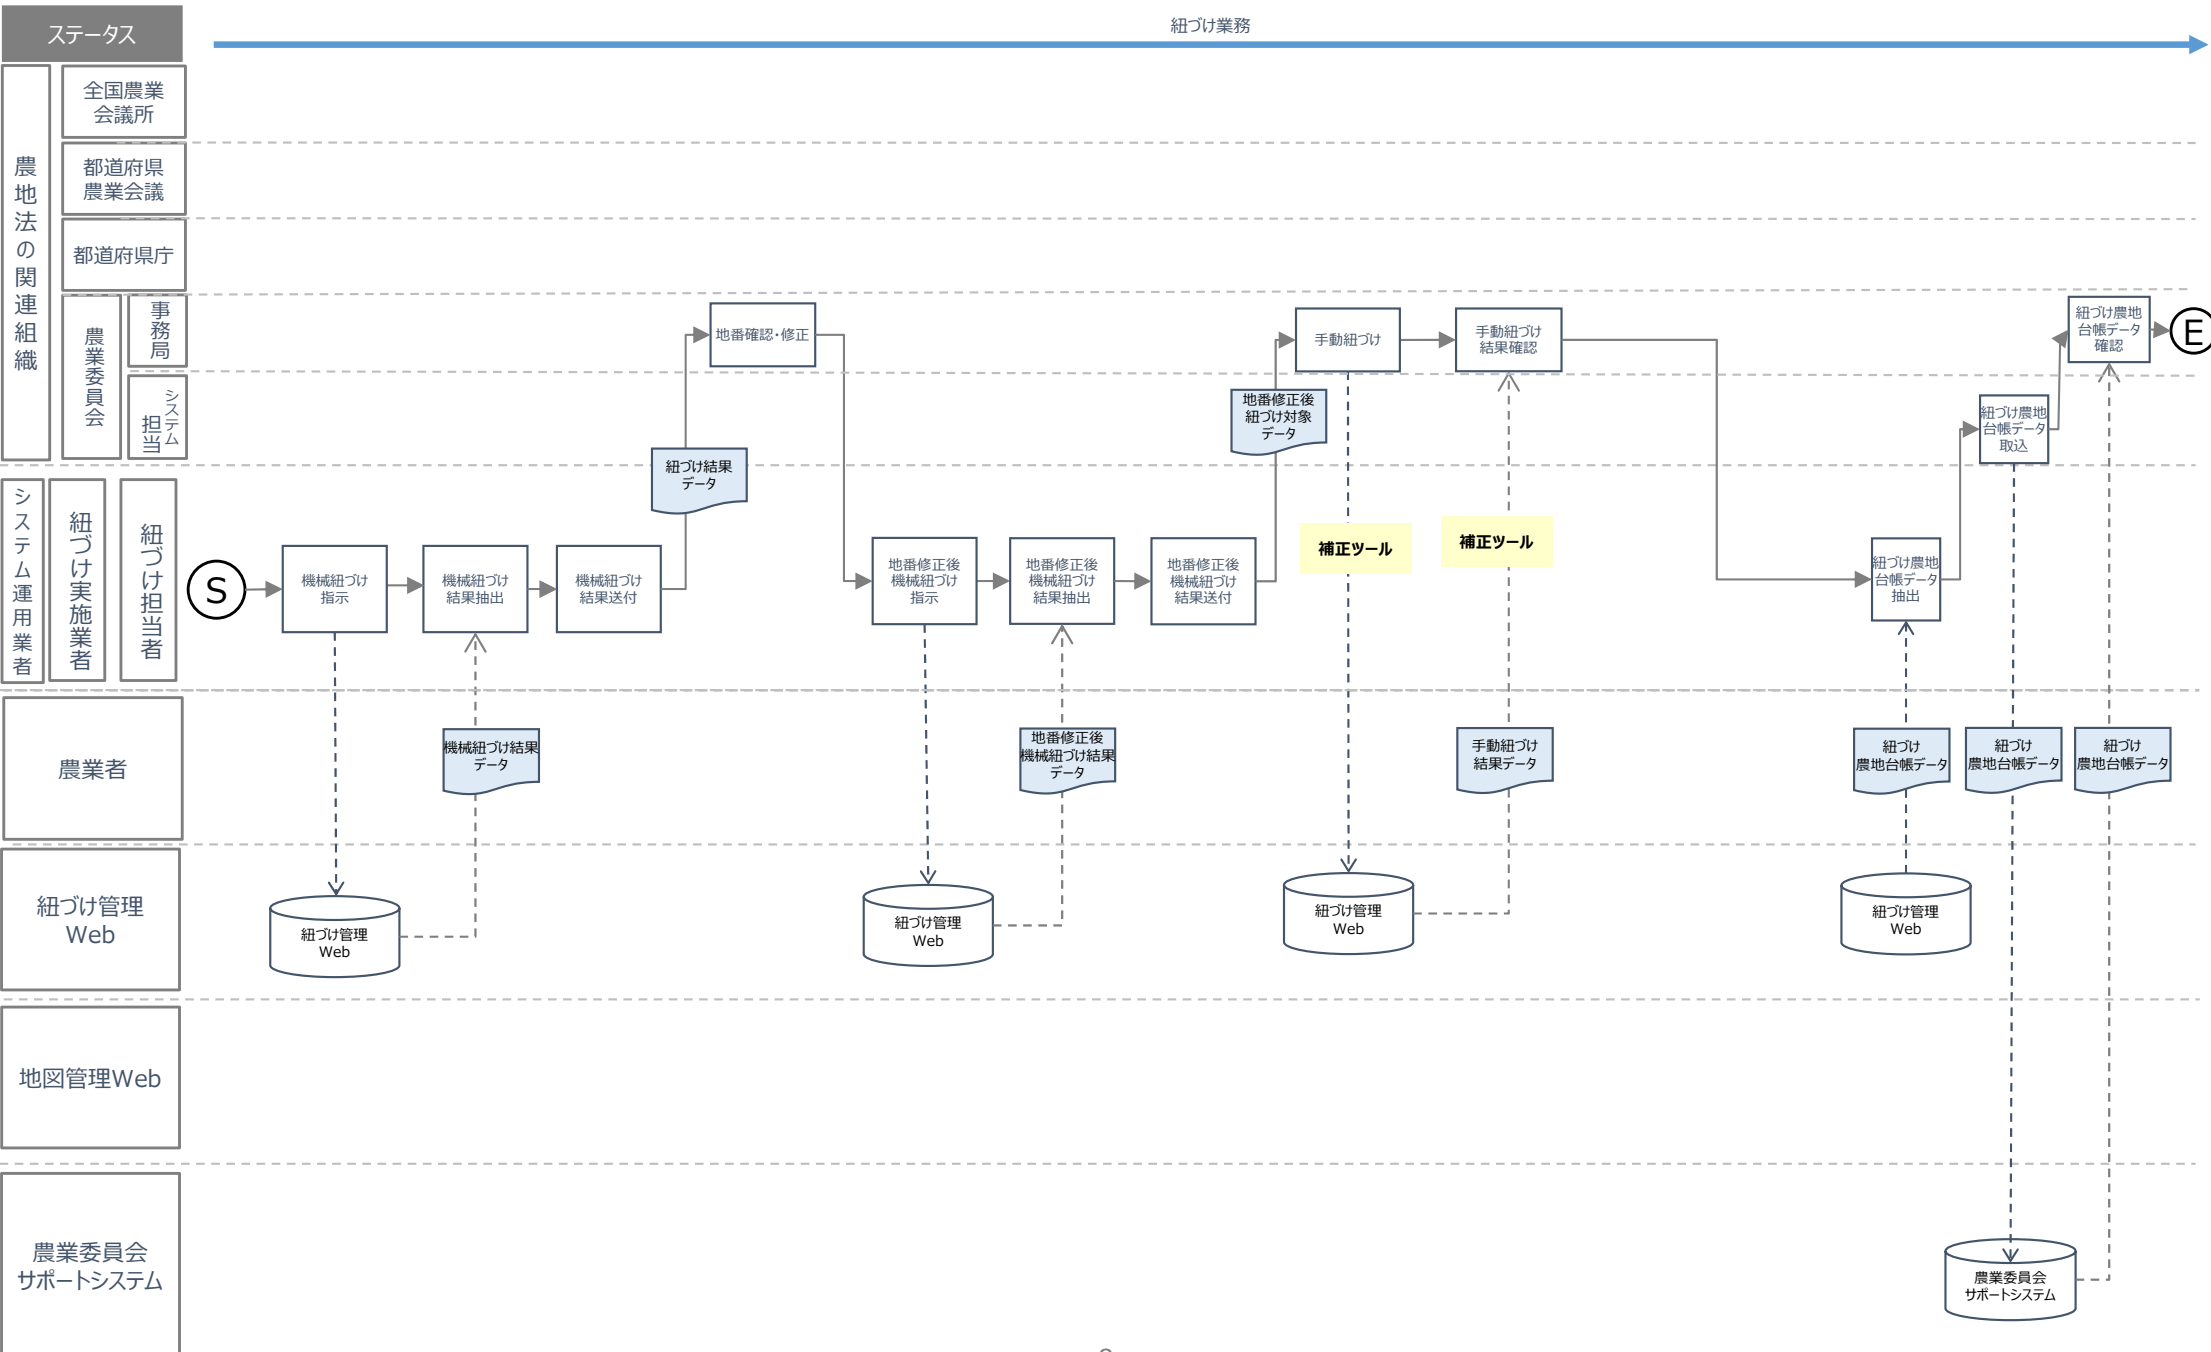 ステータス
紐づけ業務
農地法の関連組織
全国農業
会議所
都道府県
農業会議
都道府県庁
農業委員会
事務局
システム
担当
地番確認・修正
手動紐づけ
手動紐づけ
結果確認
紐づけ農地
台帳データ
確認
E
地番修正後
紐づけ対象
データ
紐づけ農地
台帳データ
取込
紐づけ結果
データ
システム運用業者
紐づけ実施業者
紐づけ担当者
S
機械紐づけ
指示
機械紐づけ
結果抽出
機械紐づけ
結果送付
地番修正後
機械紐づけ
指示
地番修正後
機械紐づけ
結果抽出
地番修正後
機械紐づけ
結果送付
補正ツール
補正ツール
紐づけ農地
台帳データ
抽出
農業者
機械紐づけ結果
データ
地番修正後
機械紐づけ結果
データ
手動紐づけ
結果データ
紐づけ
農地台帳データ
紐づけ
農地台帳データ
紐づけ
農地台帳データ
紐づけ管理
Web
紐づけ管理
Web
紐づけ管理
Web
紐づけ管理
Web
紐づけ管理
Web
地図管理Web
農業委員会
サポートシステム
農業委員会
サポートシステム